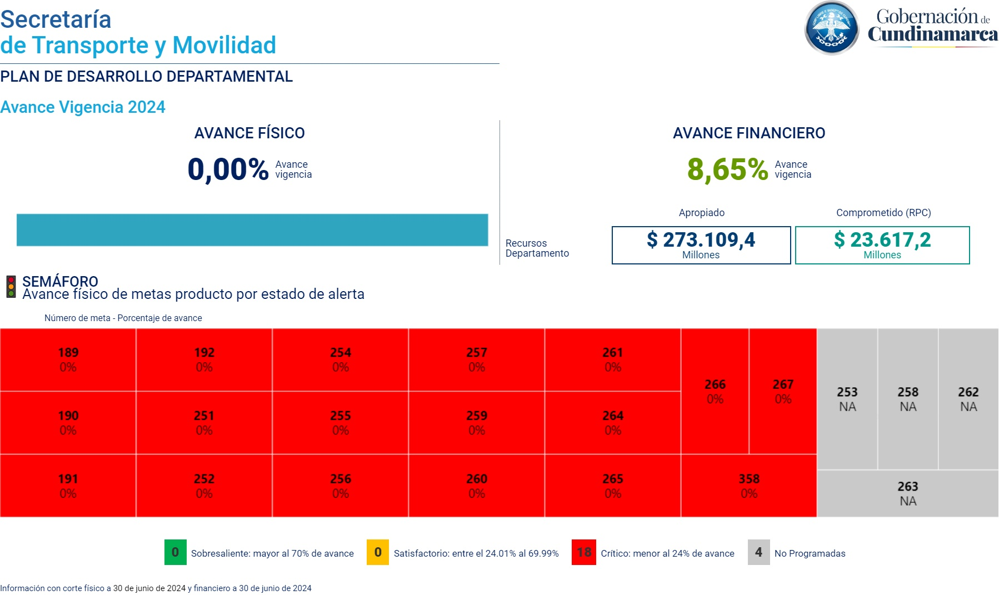 Secretaría
de Transporte y Movilidad
Gobernación de
Cundinamarca
PLAN DE DESARROLLO DEPARTAMENTAL
Avance Vigencia 2024
AVANCE FÍSICO
0,00% Avance
vigencia
AVANCE FINANCIERO
8,65% Avance
vigencia
Apropiado
Comprometido (RPC)
Recursos
Departamento
$ 273.109,4
Millones
$ 23.617,2
Millones
SEMÁFORO
Avance físico de metas producto por estado de alerta
Número de meta - Porcentaje de avance
189
0%
192
0%
254
0%
257
0%
261
0%
266
0%
267
0%
253
NA
258
NA
262
NA
190
0%
251
0%
255
0%
259
0%
264
0%
191
0%
252
0%
256
0%
260
0%
265
0%
358
0%
263
NA
0 Sobresaliente: mayor al 70% de avance
0 Satisfactorio: entre el 24.01% al 69.99%
18 Crítico: menor al 24% de avance
4 No Programadas
Información con corte físico a 30 de junio de 2024 y financiero a 30 de junio de 2024